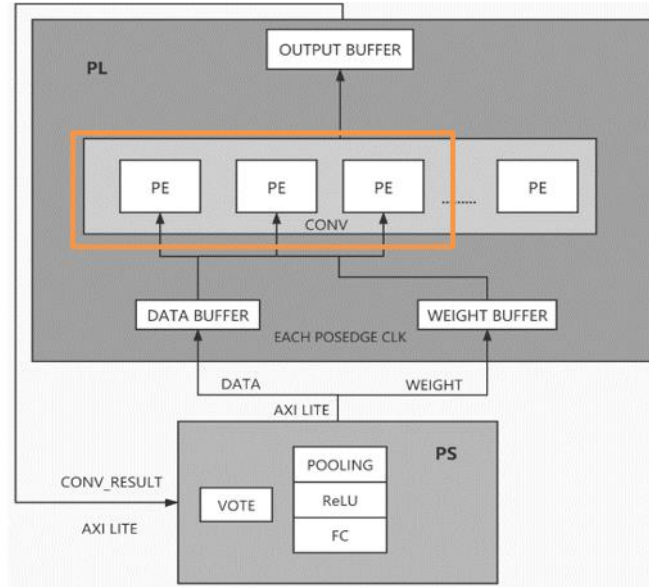 OUTPUT BUFFER
PL
PE PE PE PE
........
CONV
DATA BUFFER WEIGHT BUFFER
EACH POSEDGE CLK
DATA WEIGHT
AXI LITE
PS
POOLING
CONV_RESULT
VOTE ReLU
AXI LITE FC